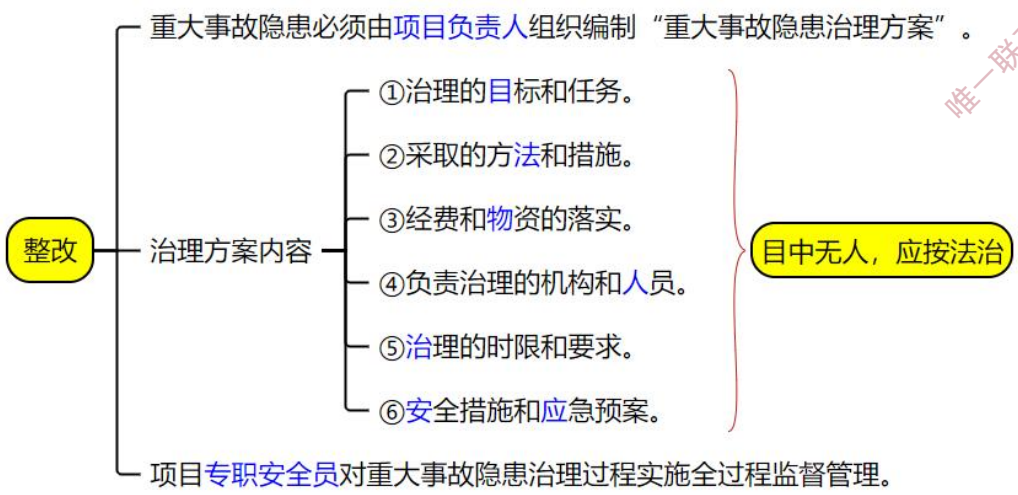 重大事故隐患必须由项目负责人组织编制“重大事故隐患治理方案”。
唯一联
①治理的目标和任务。
②采取的方法和措施。
③经费和物资的落实。
整改
治理方案内容
目中无人，应按法治
④负责治理的机构和人员。
⑤治理的时限和要求。
⑥安全措施和应急预案。
项目专职安全员对重大事故隐患治理过程实施全过程监督管理。